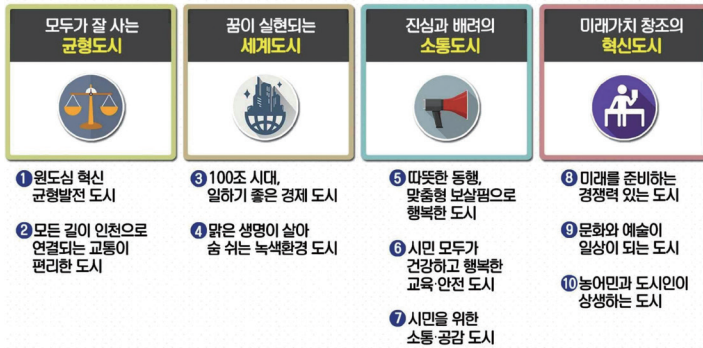 모두가 잘 사는
균형도시
꿈이 실현되는
세계도시
진심과 배려의
소통도시
미래가치 창조의
혁신도시
1 원도심 혁신
균형발전 도시
2 모든 길이 인천으로
연결되는 교통이
편리한 도시
3 100조 시대,
일하기 좋은 경제 도시
4 맑은 생명이 살아
숨 쉬는 녹색환경 도시
5 따뜻한 동행,
맞춤형 보살핌으로
행복한 도시
6 시민 모두가
건강하고 행복한
교육·안전 도시
7 시민을 위한
소통·공감 도시
8 미래를 준비하는
경쟁력 있는 도시
9 문화와 예술이
일상이 되는 도시
10 농어민과 도시인이
상생하는 도시